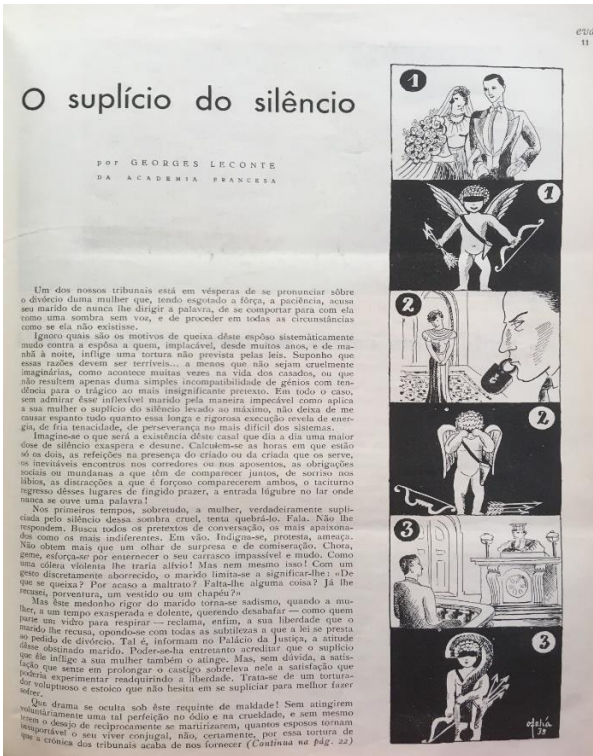 eva
11
O suplício do silêncio
por GEORGES LECONTE
DA ACADEMIA FRANCESA
Um dos nossos tribunais está em vésperas de se pronunciar sôbre
o divórcio duma mulher que, tendo esgotado a fôrça, a paciência, acusa
seu marido de nunca lhe dirigir a palavra, de se comportar para com ela
como uma sombra sem voz, e de proceder em todas as circunstâncias
como se ela não existisse.
Ignoro quais são os motivos de queixa dêste espôso sistemàticamente
mudo contra a espôsa a quem, implacável, desde muitos anos, e de ma-
nhã à noite, inflige uma tortura não prevista pelas leis. Suponho que
essas razões devem ser terríveis... a menos que não sejam cruelmente
imaginárias, como acontece muitas vezes na vida dos casados, ou que
não resultem apenas duma simples incompatibilidade de génios com ten-
dência para o trágico ao mais insignificante pretexto. Em todo o caso,
sem admirar êsse inflexível marido pela maneira impecável como aplica
a sua mulher o suplício do silêncio levado ao máximo, não deixa de me
causar espanto tudo quanto essa longa e rigorosa execução revela de ener-
gia, de fria tenacidade, de perseverança no mais difícil dos sistemas.
Imagine-se o que será a existência dêste casal que dia a dia uma maior
dose de silêncio exaspera e desune. Calculem-se as horas em que estão
só os dois, as refeições na presença do criado ou da criada que os serve,
os inevitáveis encontros nos corredores ou nos aposentos, as obrigações
sociais ou mundanas a que têm de comparecer juntos, de sorriso nos
lábios, as distracções a que é forçoso comparecerem ambos, o taciturno
regresso dêsses lugares de fingido prazer, a entrada lúgubre no lar onde
nunca se ouve uma palavra!
Nos primeiros tempos, sobretudo, a mulher, verdadeiramente supli-
ciada pelo silêncio dessa sombra cruel, tenta quebrá-lo. Fala. Não lhe
respondem. Busca todos os pretextos de conversação, os mais apaixona-
dos como os mais indiferentes. Em vão. Indigna-se, protesta, ameaça.
Não obtem mais que um olhar de surpresa e de comiseração. Chora,
geme, esforça-se por enternecer o seu carrasco impassível e mudo. Como
uma cólera violenta lhe traria alívio! Mas nem mesmo isso! Com um
gesto discretamente aborrecido, o marido limita-se a significar-lhe: «De
que se queixa? Por acaso a maltrato? Falta-lhe alguma coisa? Já lhe
recusei, porventura, um vestido ou um chapéu?»
Mas êste medonho rigor do marido torna-se sadismo, quando a mu-
lher, a um tempo exasperada e dolente, querendo desabafar — como quem
parte um vidro para respirar — reclama, enfim, a sua liberdade que o
marido lhe recusa, opondo-se com todas as subtilezas a que a lei se presta
ao pedido de divórcio. Tal é, informam no Palácio da Justiça, a atitude
dêsse obstinado marido. Poder-se-ha entretanto acreditar que o suplício
que êle inflige a sua mulher também o atinge. Mas, sem dúvida, a satis-
fação que sente em prolongar o castigo sobreleva nele a satisfação que
poderia experimentar readquirindo a liberdade. Trata-se de um tortura-
dor voluptuoso e estoico que não hesita em se supliciar para melhor fazer
sofrer.
Que drama se oculta sob êste requinte de maldade! Sem atingirem
voluntàriamente uma tal perfeição no ódio e na crueldade, e sem mesmo
terem o desejo de reciprocamente se martirizarem, quantos esposos tornam
insuportável o seu viver conjugal, não, certamente, por essa tortura de
que a crónica dos tribunais acaba de nos fornecer (Continua na pág. 22)
1
1
2
2
3
3
39